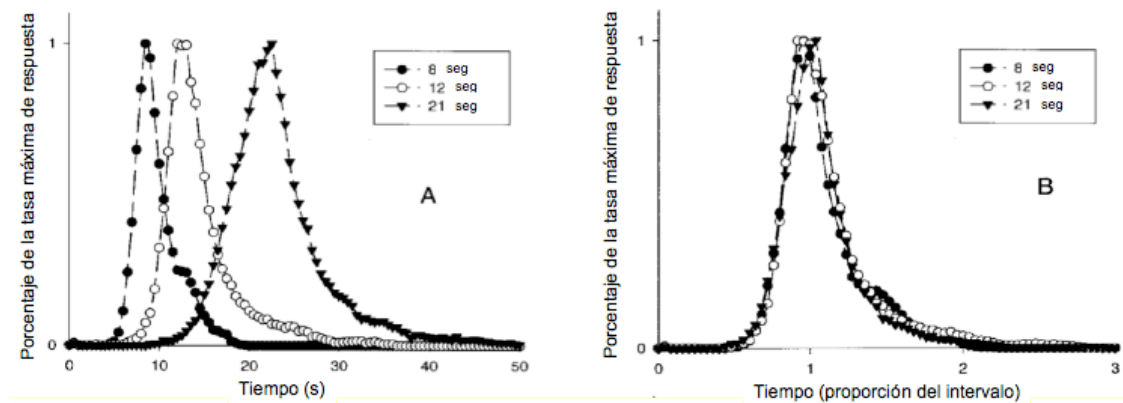 Porcentaje de la tasa máxima de respuesta
1
0
8 seg
12 seg
21 seg
A
0
10
20
30
40
50
Tiempo (s)
Porcentaje de la tasa máxima de respuesta
1
0
8 seg
12 seg
21 seg
B
0
1
2
3
Tiempo (proporción del intervalo)